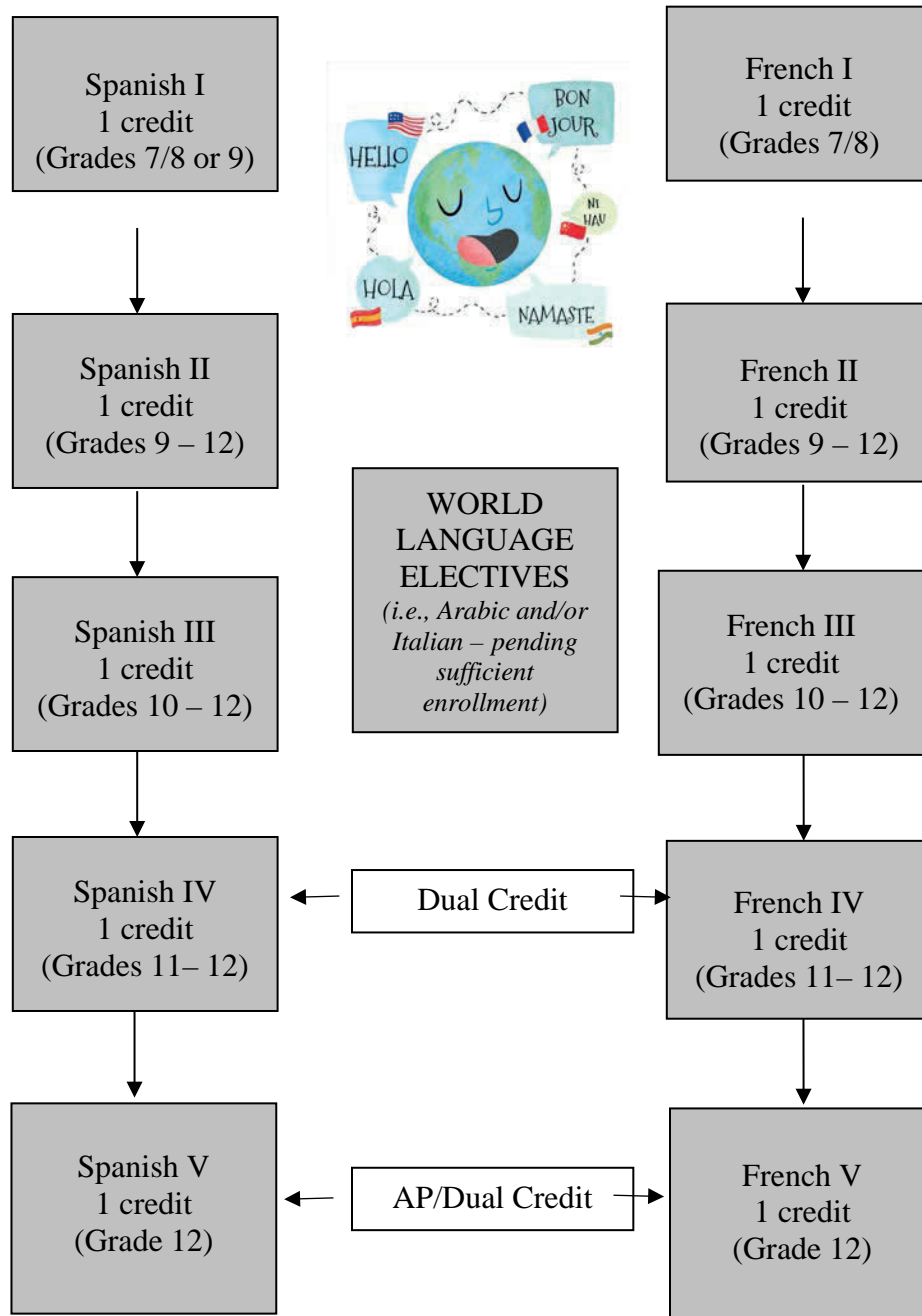 Spanish I
1 credit
(Grades 7/8 or 9)
HELLO
BON
JOUR
NI
HAU
HOLA
NAMASTE
French I
1 credit
(Grades 7/8)
Spanish II
1 credit
(Grades 9 – 12)
French II
1 credit
(Grades 9 – 12)
WORLD
LANGUAGE
ELECTIVES
(i.e., Arabic and/or
Italian – pending
sufficient
enrollment)
Spanish III
1 credit
(Grades 10 – 12)
French III
1 credit
(Grades 10 – 12)
Spanish IV
1 credit
(Grades 11– 12)
Dual Credit
French IV
1 credit
(Grades 11– 12)
Spanish V
1 credit
(Grade 12)
AP/Dual Credit
French V
1 credit
(Grade 12)